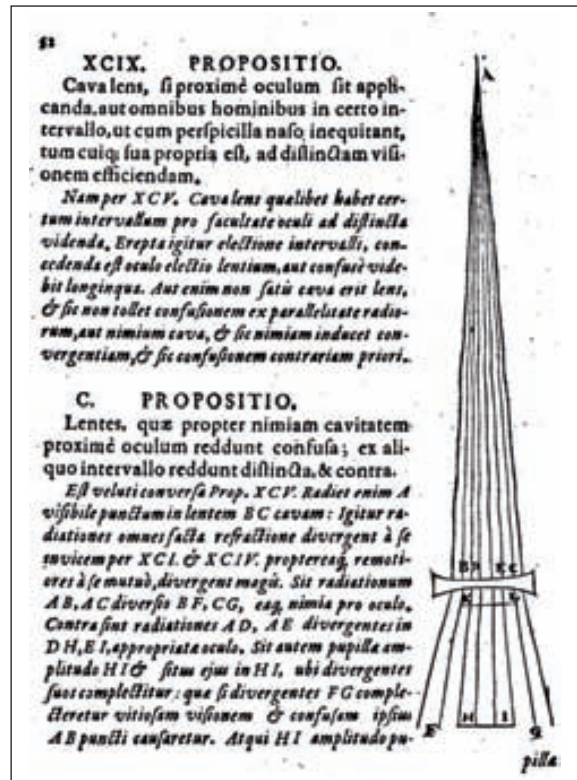 52
XCIX. PROPOSITIO.
Cava lens, ſi proximè oculum ſit appli-
canda, aut omnibus hominibus in certo in-
tervallo, ut cum perſpicilla naſo inequitant,
tum cuiq; ſua propria eſt, ad diſtinctam viſi-
onem efficiendam.
Nam per XCV. Cava lens quælibet habet cer-
tum intervallum pro facultate oculi ad diſtincta
videnda. Erepta igitur electione intervalli, con-
cedenda eſt oculo electio lentium, aut confuſè vide-
bit longinqua. Aut enim non ſatis cava erit lens,
& ſic non tollet confuſionem ex parallelitate radio-
rum, aut nimium cava, & ſic nimiam inducet con-
vergentiam, & ſic confuſionem contrariam priori.
C. PROPOSITIO.
Lentes, quæ propter nimiam cavitatem
proximè oculum reddunt confuſa; ex ali-
quo intervallo reddunt diſtincta, & contra.
Eſt veluti converſa Prop. XCV. Radiet enim A
viſibile punctum in lentem BC cavam: Igitur ra-
diationes omnes facta refractione divergent à ſe
invicem per XCI. & XCIV. propterea q, remoti-
ores à ſe mutuò, divergent magis. Sit radiationum
AB, AC diverſio BF, CG, eaq, nimia pro oculo.
Contra ſint radiationes AD, AE divergentes in
DH, EI, appropriata oculo. Sit autem pupillæ am-
plitudo HI & ſitus ejus in HI, ubi divergentes
ſuos complectitur: quæ ſi divergentes FG comple-
cteretur vitioſam viſionem & confuſam ipſius
AB puncti cauſaretur. Atqui HI amplitudo pu-
pillæ
A
B D E C
K L
F H I G